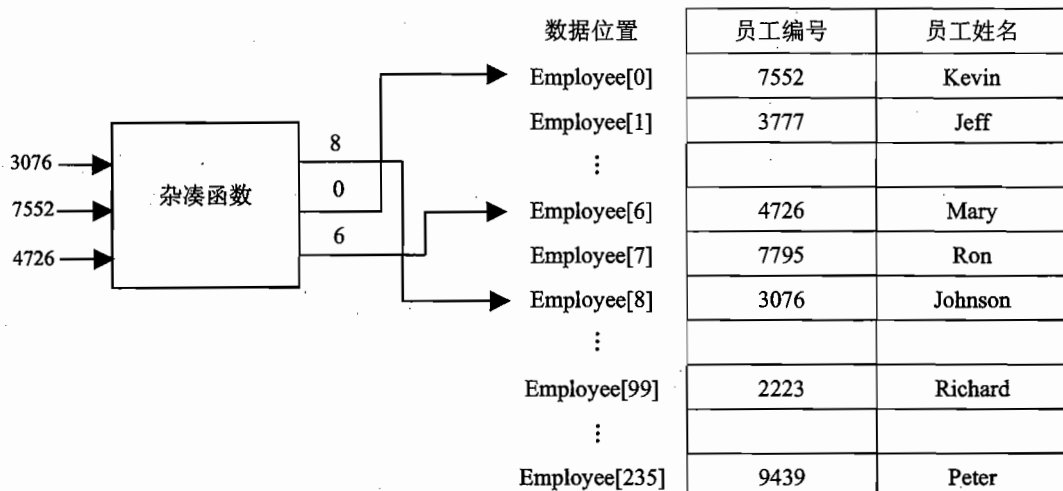 数据位置 员工编号 员工姓名
Employee[0] 7552 Kevin
Employee[1] 3777 Jeff
⋮
Employee[6] 4726 Mary
Employee[7] 7795 Ron
Employee[8] 3076 Johnson
⋮
Employee[99] 2223 Richard
⋮
Employee[235] 9439 Peter
3076
7552
4726
杂凑函数
8
0
6